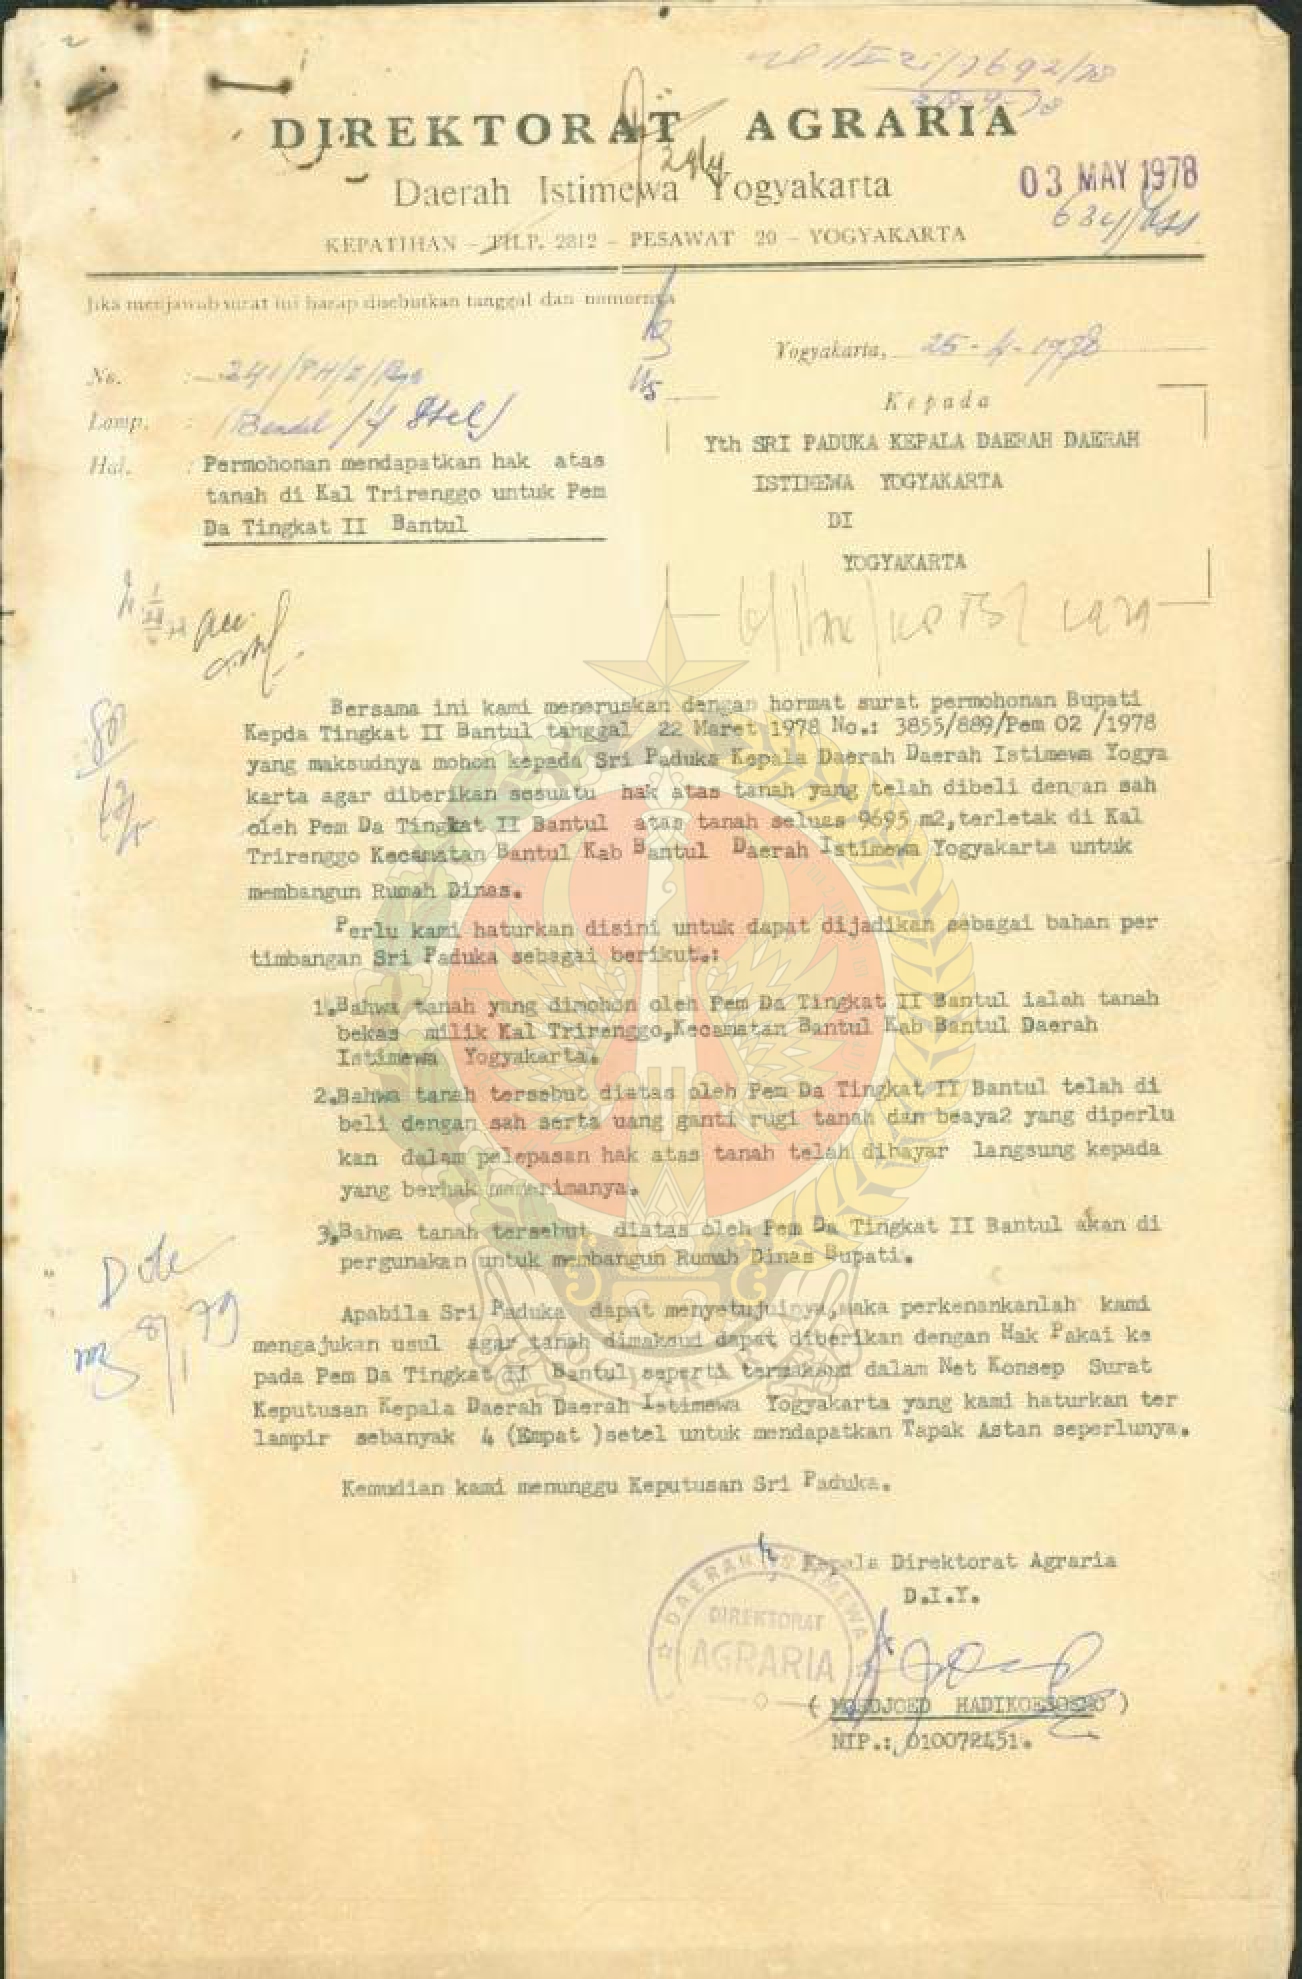 DIREKTORAT AGRARIA
Daerah Istimewa Yogyakarta
03 MAY 1978
KEPATIHAN - TILP. 2812 - PESAWAT 20 - YOGYAKARTA
Jika menjawab surat ini harap disebutkan tanggal dan nomornya
Yogyakarta, 25-4-1978
No. :
Lamp. : 1 Bendel / 4 Stel
Hal. : Permohonan mendapatkan hak atas
tanah di Kal Trirenggo untuk Pem
Da Tingkat II Bantul
Kepada
Yth SRI PADUKA KEPALA DAERAH DAERAH
ISTIMEWA YOGYAKARTA
DI
YOGYAKARTA
Bersama ini kami meneruskan dengan hormat surat permohonan Bupati
Kepda Tingkat II Bantul tanggal 22 Maret 1978 No.: 3855/889/Pem 02 /1978
yang maksudnya mohon kepada Sri Paduka Kepala Daerah Daerah Istimewa Yogya
karta agar diberikan sesuatu hak atas tanah yang telah dibeli dengan sah
oleh Pem Da Tingkat II Bantul atas tanah seluas 9695 m2,terletak di Kal
Trirenggo Kecamatan Bantul Kab Bantul Daerah Istimewa Yogyakarta untuk
membangun Rumah Dinas.
Perlu kami haturkan disini untuk dapat dijadikan sebagai bahan per
timbangan Sri Paduka sebagai berikut.:
1.Bahwa tanah yang dimohon oleh Pem Da Tingkat II Bantul ialah tanah
bekas milik Kal Trirenggo,Kecamatan Bantul Kab Bantul Daerah
Istimewa Yogyakarta.
2.Bahwa tanah tersebut diatas oleh Pem Da Tingkat II Bantul telah di
beli dengan sah serta uang ganti rugi tanah dan beaya2 yang diperlu
kan dalam pelepasan hak atas tanah telah dibayar langsung kepada
yang berhak menerimanya.
3.Bahwa tanah tersebut diatas oleh Pem Da Tingkat II Bantul akan di
pergunakan untuk membangun Rumah Dinas Bupati.
Apabila Sri Paduka dapat menyetujuinya,maka perkenankanlah kami
mengajukan usul agar tanah dimaksud dapat diberikan dengan Hak Pakai ke
pada Pem Da Tingkat II Bantul seperti termaksud dalam Net Konsep Surat
Keputusan Kepala Daerah Daerah Istimewa Yogyakarta yang kami haturkan ter
lampir sebanyak 4 (Empat )setel untuk mendapatkan Tapak Astan seperlunya.
Kemudian kami menunggu Keputusan Sri Paduka.
Kepala Direktorat Agraria
D.I.Y.
DAERAH ISTIMEWA
DIREKTORAT
AGRARIA
HADIKOESOEMO )
NIP.: 010072451.